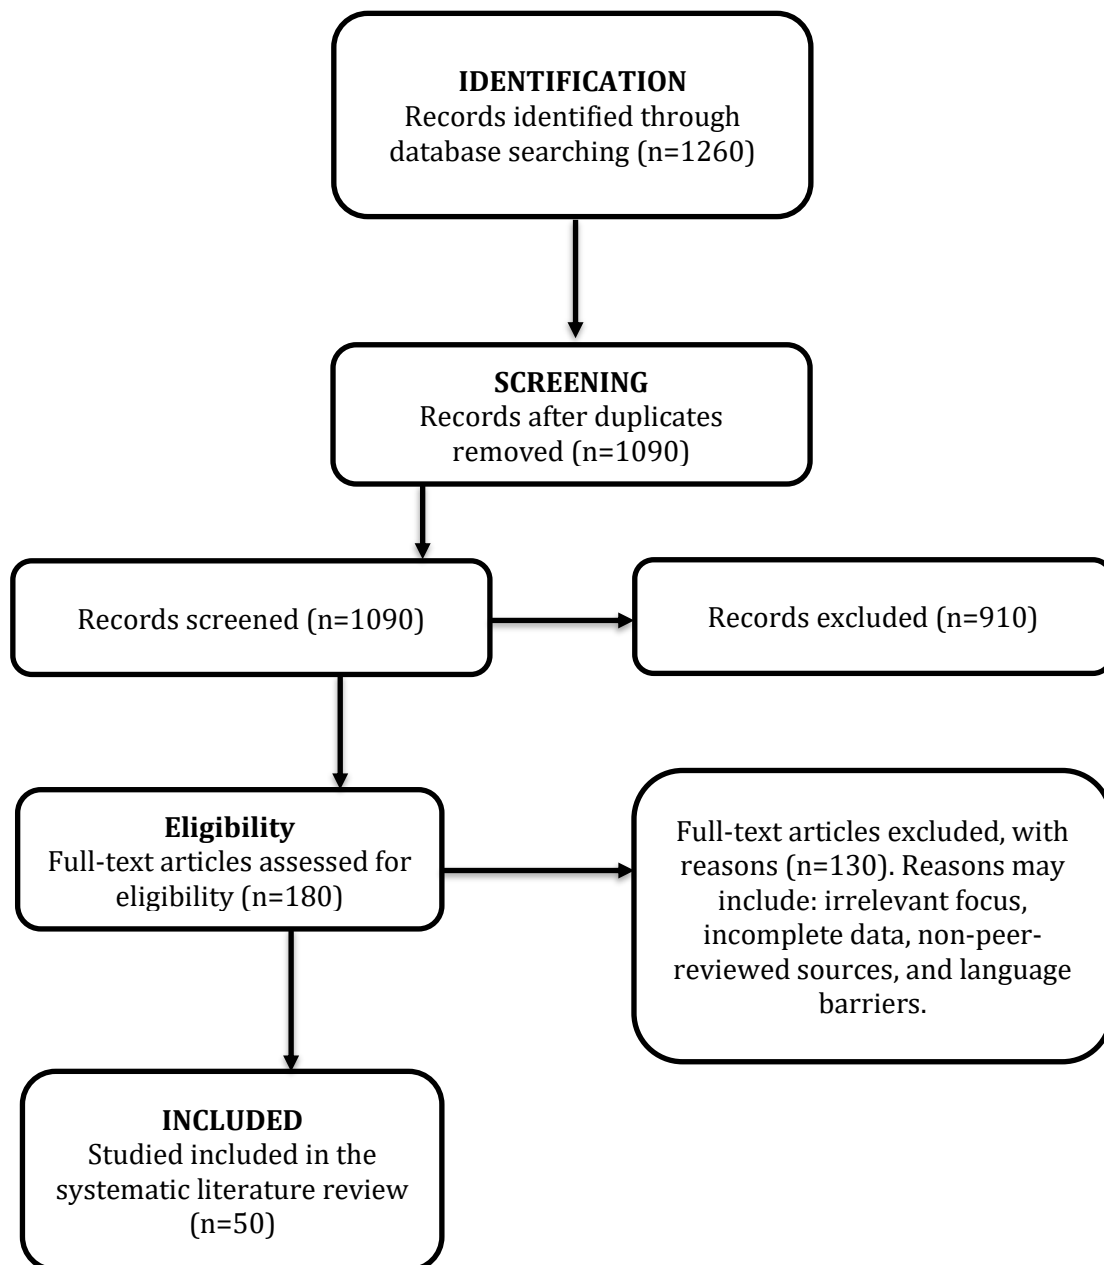 IDENTIFICATION
Records identified through
database searching (n=1260)
SCREENING
Records after duplicates
removed (n=1090)
Records screened (n=1090)
Records excluded (n=910)
Eligibility
Full-text articles assessed for
eligibility (n=180)
Full-text articles excluded, with
reasons (n=130). Reasons may
include: irrelevant focus,
incomplete data, non-peer-
reviewed sources, and language
barriers.
INCLUDED
Studied included in the
systematic literature review
(n=50)